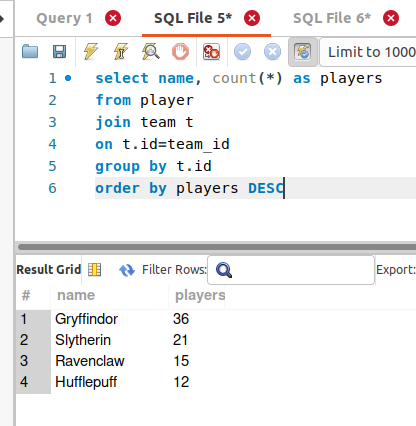 Query 1 SQL File 5* SQL File 6*
Limit to 1000
1 select name, count(*) as players
2 from player
3 join team t
4 on t.id=team_id
5 group by t.id
6 order by players DESC
Result Grid Filter Rows: Export:
# name players
1 Gryffindor 36
2 Slytherin 21
3 Ravenclaw 15
4 Hufflepuff 12